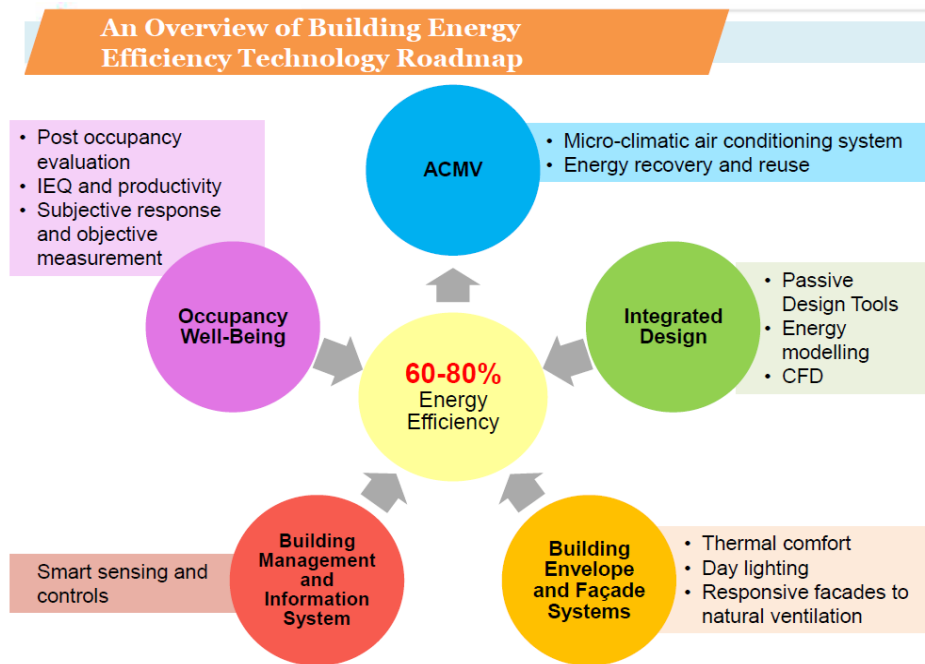 An Overview of Building Energy
Efficiency Technology Roadmap
• Post occupancy
evaluation
• IEQ and productivity
• Subjective response
and objective
measurement
ACMV
• Micro-climatic air conditioning system
• Energy recovery and reuse
Occupancy
Well-Being
Integrated
Design
• Passive
Design Tools
• Energy
modelling
• CFD
60-80%
Energy
Efficiency
Smart sensing and
controls
Building
Management
and
Information
System
Building
Envelope
and Façade
Systems
• Thermal comfort
• Day lighting
• Responsive facades to
natural ventilation